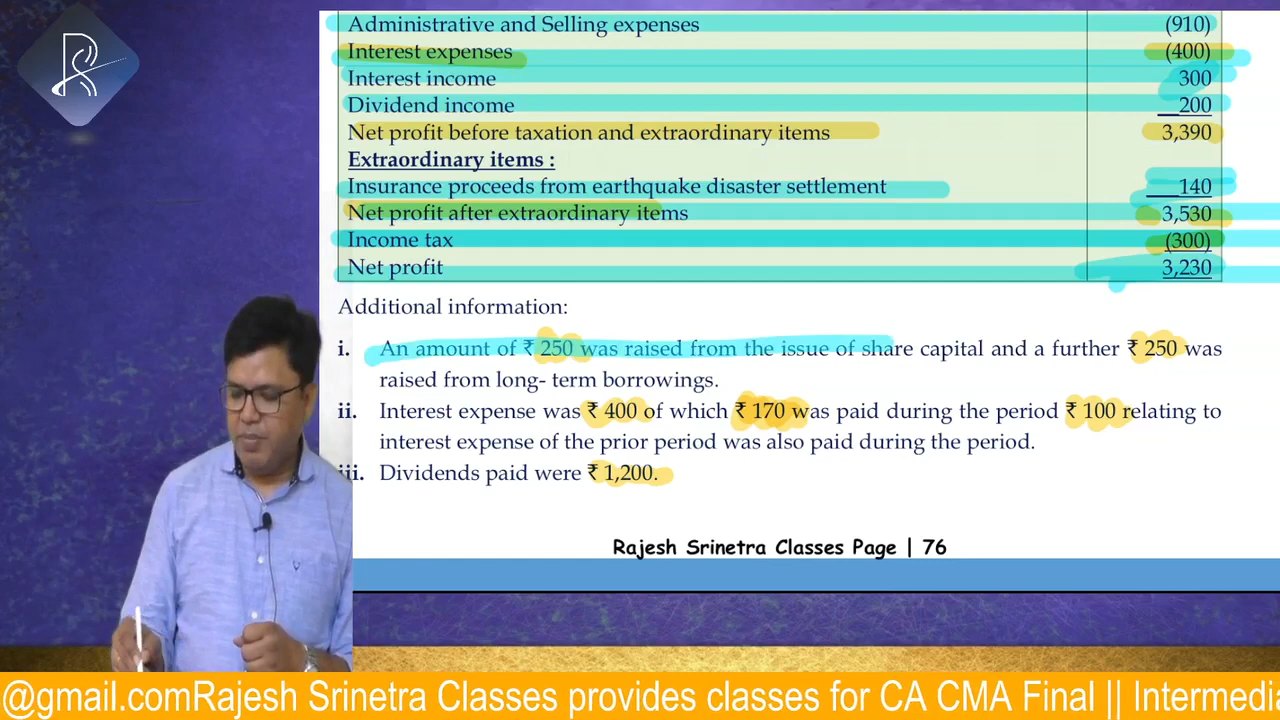 RS
Administrative and Selling expenses (910)
Interest expenses (400)
Interest income 300
Dividend income 200
Net profit before taxation and extraordinary items 3,390
Extraordinary items :
Insurance proceeds from earthquake disaster settlement 140
Net profit after extraordinary items 3,530
Income tax (300)
Net profit 3,230
Additional information:
i. An amount of ₹ 250 was raised from the issue of share capital and a further ₹ 250 was
raised from long- term borrowings.
ii. Interest expense was ₹ 400 of which ₹ 170 was paid during the period ₹ 100 relating to
interest expense of the prior period was also paid during the period.
iii. Dividends paid were ₹ 1,200.
Rajesh Srinetra Classes Page | 76
@gmail.comRajesh Srinetra Classes provides classes for CA CMA Final || Intermedia